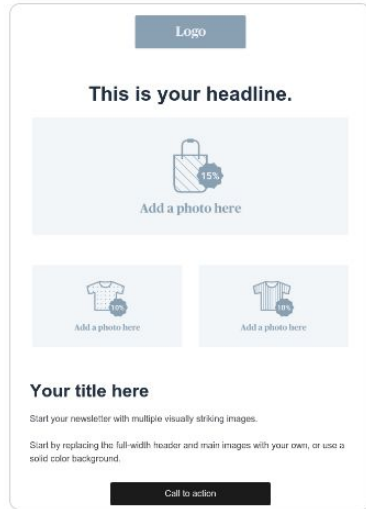 Logo
This is your headline.
15%
Add a photo here
10%
Add a photo here
10%
Add a photo here
Your title here
Start your newsletter with multiple visually striking images.
Start by replacing the full-width header and main images with your own, or use a
solid color background.
Call to action